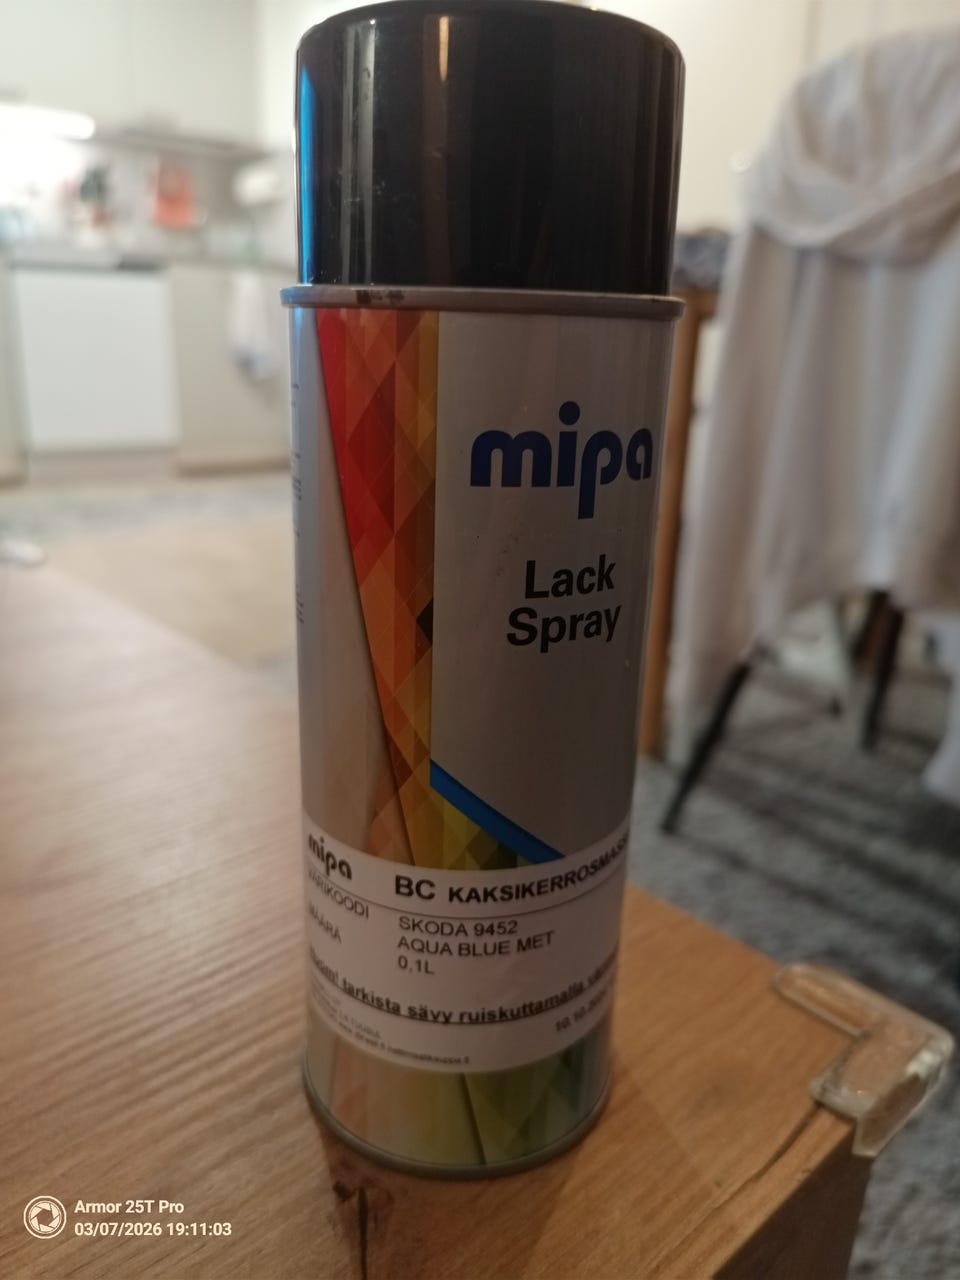 mipa
Lack
Spray
mipa
BC KAKSIKERROSMASS
VÄRIKOODI
SKODA 9452
AQUA BLUE MET
MÄÄRÄ
0,1L
tarkista sävy ruiskuttamalla
Armor 25T Pro
03/07/2026 19:11:03